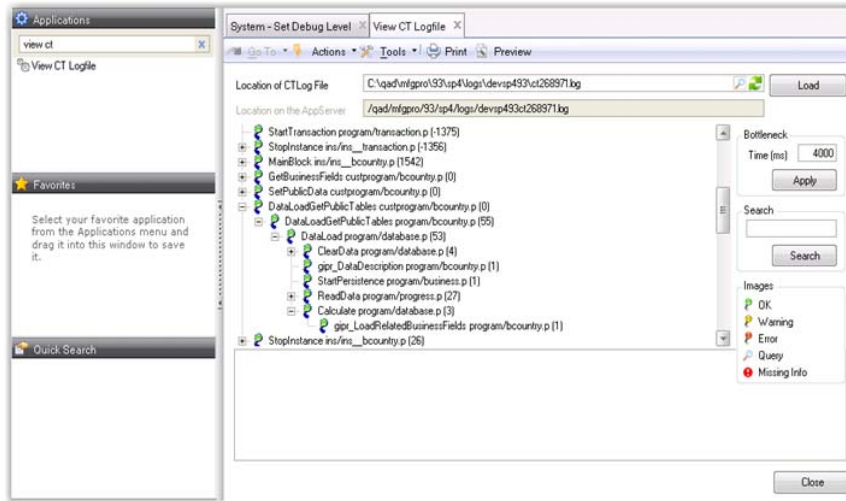 Applications
view ct
X
View CT Logfile
Favorites
Select your favorite application
from the Applications menu and
drag it into this window to save
it.
Quick Search
System - Set Debug Level
View CT Logfile
Go To
Actions
Tools
Print
Preview
Location of CTLog File
C:\qad\mfgpro\93\sp4\logs\devsp493\ct268971.log
Load
Location on the AppServer
/qad/mfgpro/93/sp4/logs/devsp493ct268971.log
StartTransaction program/transaction.p (-1375)
StopInstance ins/ins__transaction.p (-1356)
MainBlock ins/ins__bcountry.p (1542)
GetBusinessFields custprogram/bcountry.p (0)
SetPublicData custprogram/bcountry.p (0)
DataLoadGetPublicTables custprogram/bcountry.p (0)
DataLoadGetPublicTables program/bcountry.p (55)
DataLoad program/database.p (53)
ClearData program/database.p (4)
gipr_DataDescription program/bcountry.p (1)
StartPersistence program/business.p (1)
ReadData program/progress.p (27)
Calculate program/database.p (3)
gipr_LoadRelatedBusinessFields program/bcountry.p (1)
StopInstance ins/ins__bcountry.p (26)
Bottleneck
Time (ms) 4000
Apply
Search
Search
Images
OK
Warning
Error
Query
Missing Info
Close